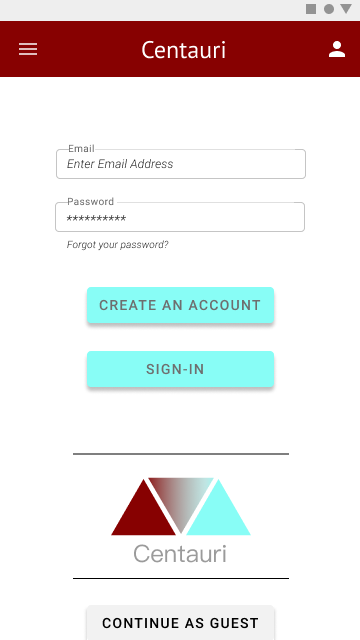 Centauri
Email
Enter Email Address
Password
**********
Forgot your password?
CREATE AN ACCOUNT
SIGN-IN
Centauri
CONTINUE AS GUEST